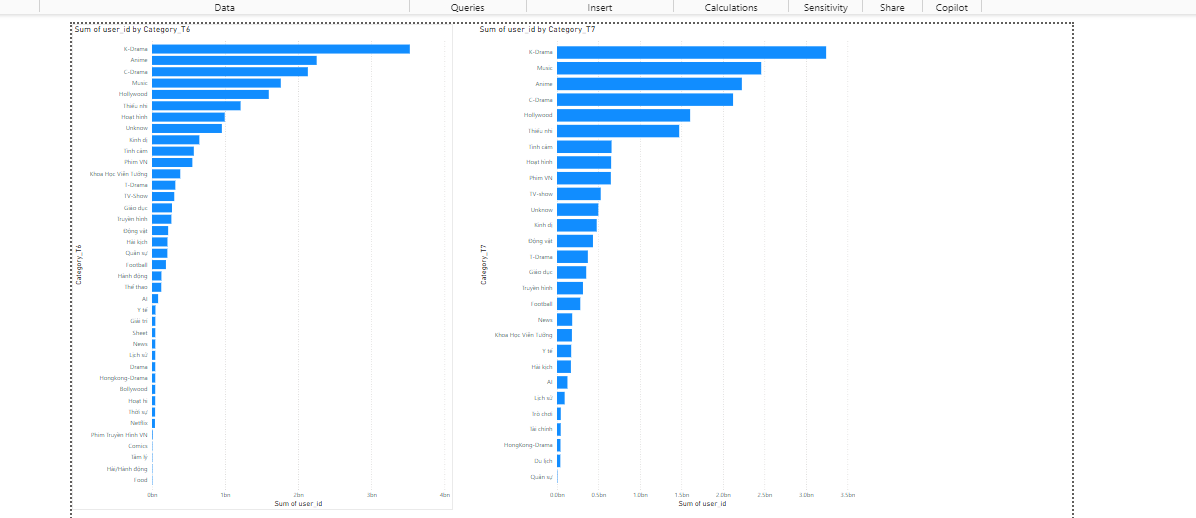 Data
Queries
Insert
Calculations
Sensitivity
Share
Copilot
Sum of user_id by Category_T6
K-Drama
Anime
C-Drama
Music
Hollywood
Thiếu nhi
Hoạt hình
Unknow
Kinh dị
Tình cảm
Phim VN
Khoa Học Viễn Tưởng
T-Drama
TV-Show
Giáo dục
Truyền hình
Động vật
Hài kịch
Quân sự
Football
Hành động
Thể thao
AI
Y tế
Giải trí
Sheet
News
Lịch sử
Drama
Hongkong-Drama
Bollywood
Hoat hi
Thời sự
Netflix
Phim Truyền Hình VN
Comics
Tâm lý
Hài/Hành động
Food
Category_T6
0bn 1bn 2bn 3bn 4bn
Sum of user_id
Sum of user_id by Category_T7
K-Drama
Music
Anime
C-Drama
Hollywood
Thiếu nhi
Tình cảm
Hoạt hình
Phim VN
TV-show
Unknow
Kinh dị
Động vật
T-Drama
Giáo dục
Truyền hình
Football
News
Khoa Học Viễn Tưởng
Y tế
Hài kịch
AI
Lịch sử
Trò chơi
Tài chính
HongKong-Drama
Du lịch
Quân sự
Category_T7
0.0bn 0.5bn 1.0bn 1.5bn 2.0bn 2.5bn 3.0bn 3.5bn
Sum of user_id